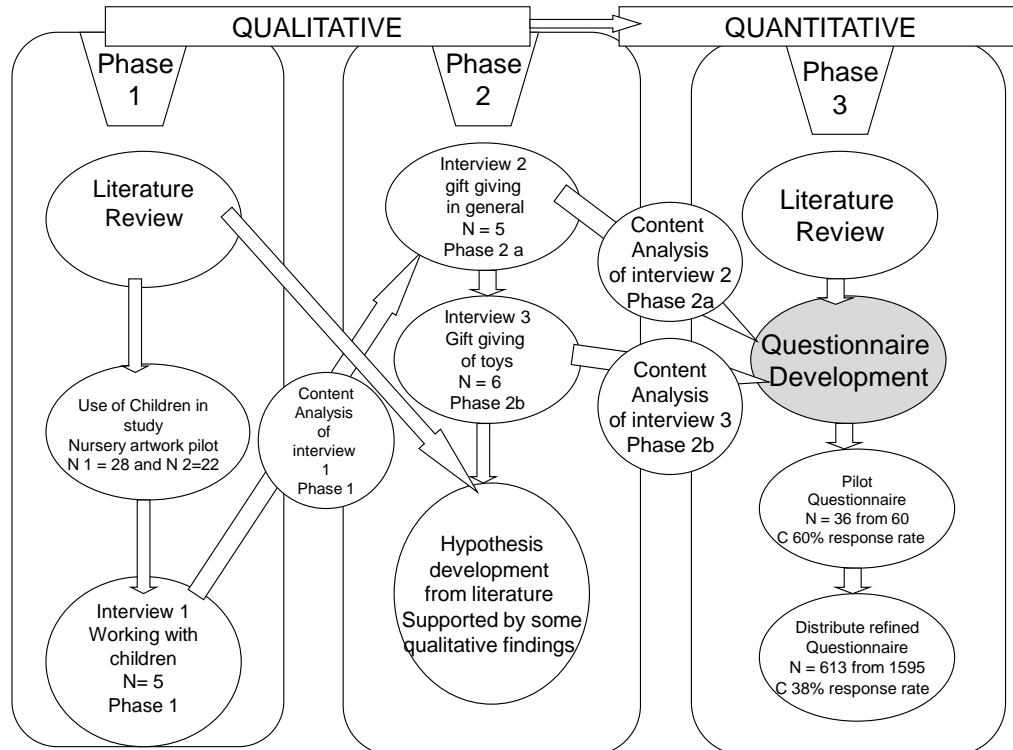 QUALITATIVE
QUANTITATIVE
Phase
1
Literature
Review
Use of Children in
study
Nursery artwork pilot
N 1 = 28 and N 2=22
Interview 1
Working with
children
N= 5
Phase 1
Content
Analysis
of
interview
1
Phase 1
Phase
2
Interview 2
gift giving
in general
N = 5
Phase 2 a
Interview 3
Gift giving
of toys
N = 6
Phase 2b
Hypothesis
development
from literature
Supported by some
qualitative findings
Content
Analysis
of interview 2
Phase 2a
Content
Analysis
of interview 3
Phase 2b
Phase
3
Literature
Review
Questionnaire
Development
Pilot
Questionnaire
N = 36 from 60
C 60% response rate
Distribute refined
Questionnaire
N = 613 from 1595
C 38% response rate